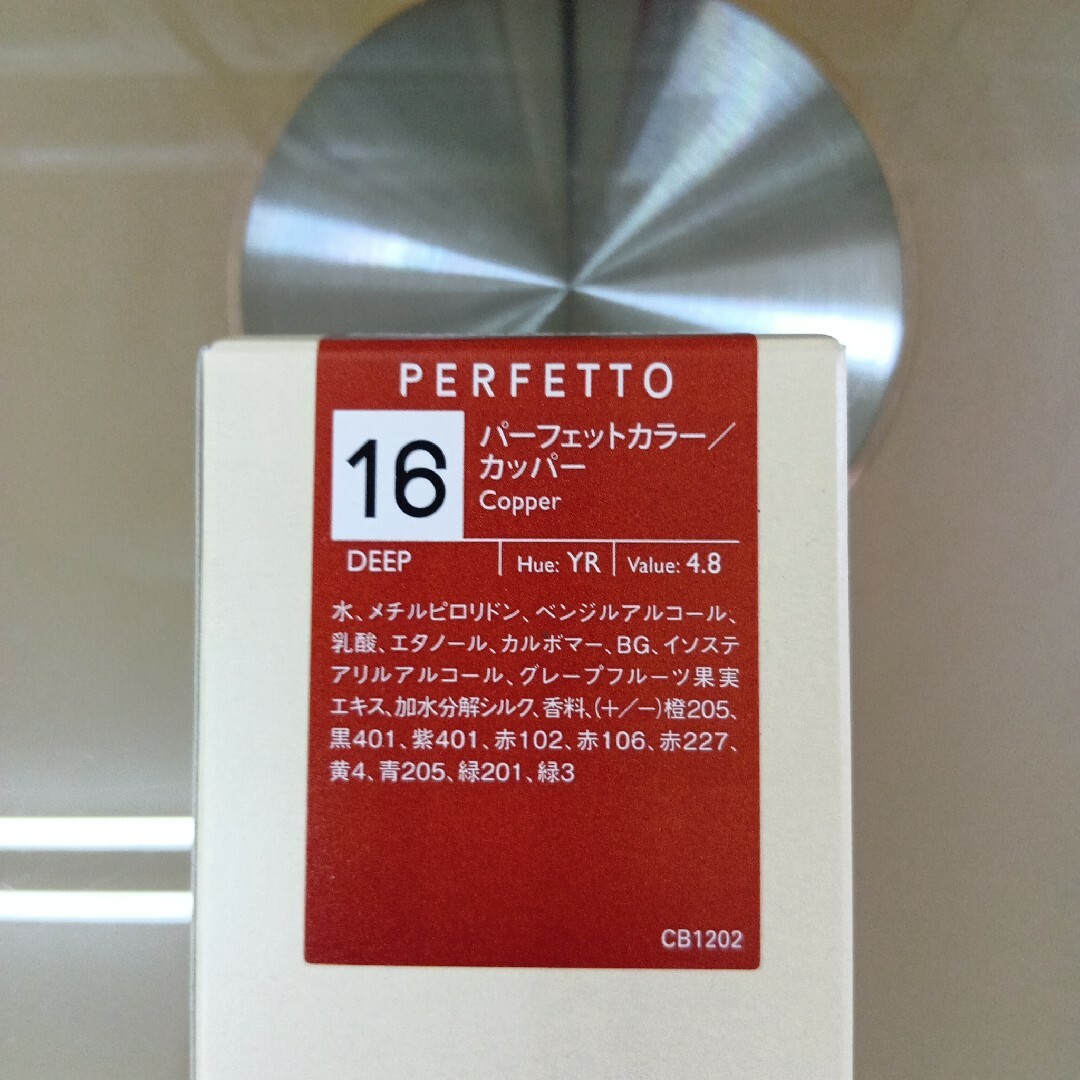 PERFETTO
16
パーフェットカラー／
カッパー
Copper
DEEP
Hue: YR
Value: 4.8
水、メチルピロリドン、ベンジルアルコール、
乳酸、エタノール、カルボマー、BG、イソステ
アリルアルコール、グレープフルーツ果実
エキス、加水分解シルク、香料、(+／−)橙205、
黒401、紫401、赤102、赤106、赤227、
黄4、青205、緑201、緑3
CB1202